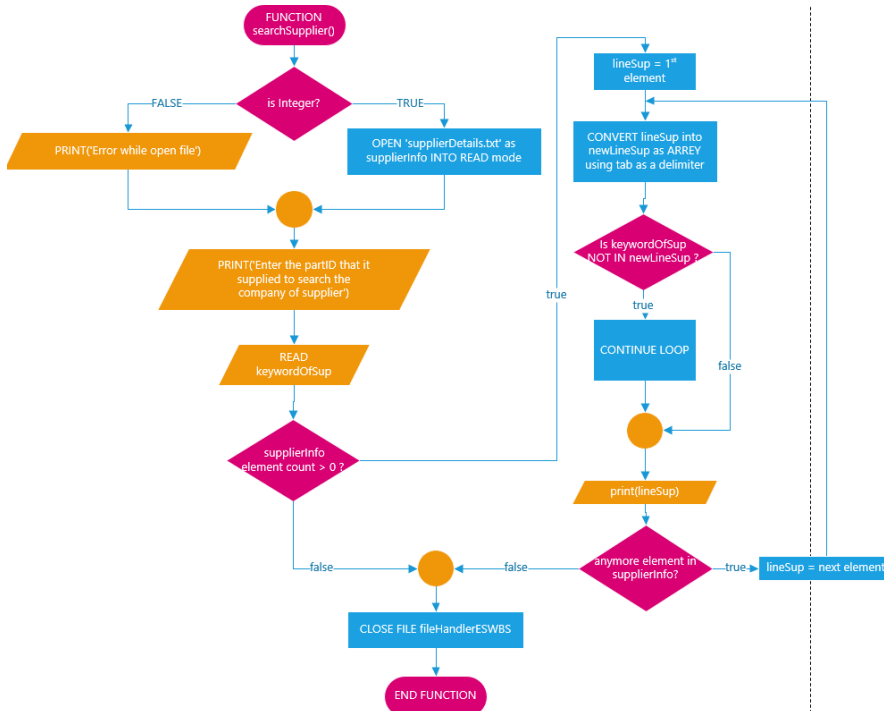 FUNCTION
searchSupplier()
is Integer?
FALSE
TRUE
PRINT('Error while open file')
OPEN 'supplierDetails.txt' as
supplierInfo INTO READ mode
PRINT('Enter the partID that it
supplied to search the
company of supplier')
READ
keywordOfSup
supplierInfo
element count > 0 ?
true
false
lineSup = 1st
element
CONVERT lineSup into
newLineSup as ARREY
using tab as a delimiter
Is keywordOfSup
NOT IN newLineSup ?
true
false
CONTINUE LOOP
print(lineSup)
anymore element in
supplierInfo?
false
true
lineSup = next element
CLOSE FILE fileHandlerESWBS
END FUNCTION